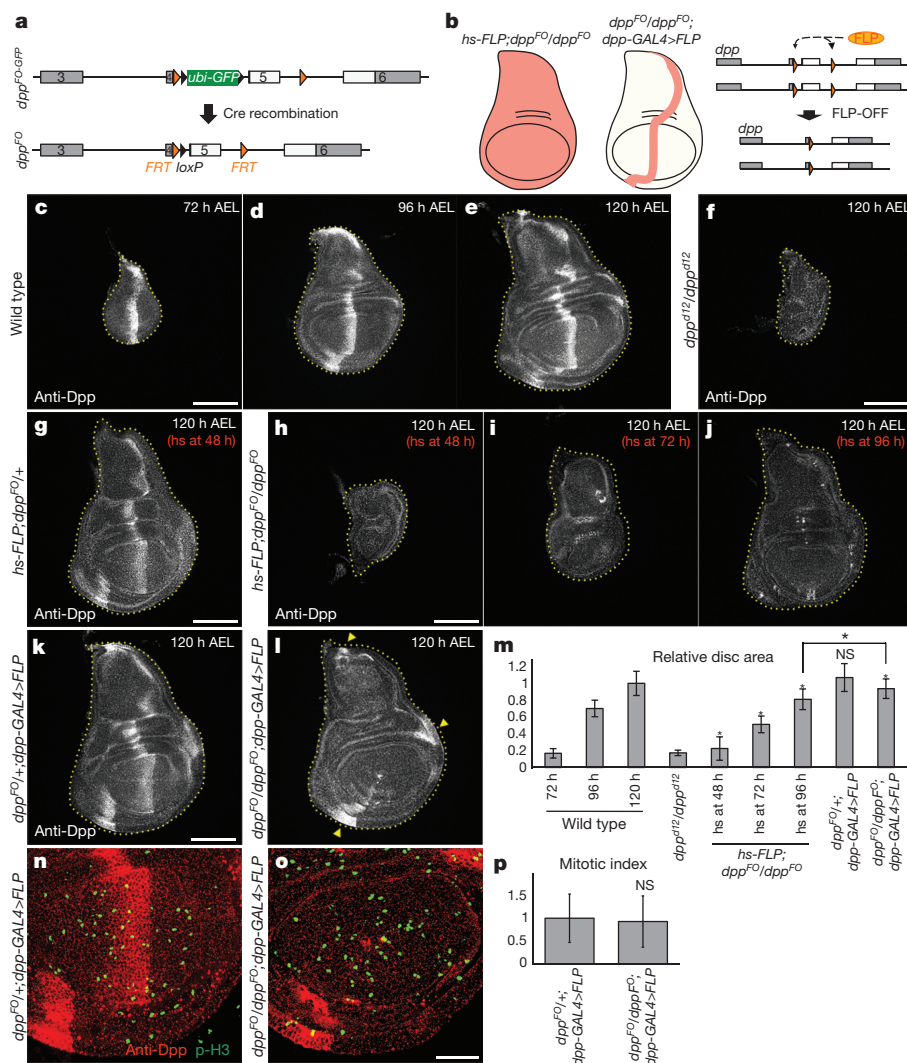 a
dpp^FO-GFP
3
4
ubi-GFP
5
6
Cre recombination
dpp^FO
3
4
5
6
FRT loxP
FRT
b
hs-FLP;dpp^FO/dpp^FO
dpp^FO/dpp^FO;
dpp-GAL4>FLP
FLP
dpp
FLP-OFF
dpp
Wild type
c
72 h AEL
Anti-Dpp
d
96 h AEL
e
120 h AEL
dpp^d12/dpp^d12
f
120 h AEL
hs-FLP;dpp^FO/+
g
120 h AEL
(hs at 48 h)
Anti-Dpp
hs-FLP;dpp^FO/dpp^FO
h
120 h AEL
(hs at 48 h)
i
120 h AEL
(hs at 72 h)
j
120 h AEL
(hs at 96 h)
dpp^FO/+;dpp-GAL4>FLP
k
120 h AEL
Anti-Dpp
dpp^FO/dpp^FO;dpp-GAL4>FLP
l
120 h AEL
m
Relative disc area
*
NS
1.2
1
0.8
0.6
0.4
0.2
0
*
*
*
*
72 h
96 h
120 h
Wild type
dpp^d12/dpp^d12
hs at 48 h
hs at 72 h
hs at 96 h
hs-FLP;
dpp^FO/dpp^FO
dpp^FO/+;
dpp-GAL4>FLP
dpp^FO/dpp^FO;
dpp-GAL4>FLP
dpp^FO/+;dpp-GAL4>FLP
n
Anti-Dpp p-H3
dpp^FO/dpp^FO;dpp-GAL4>FLP
o
p
Mitotic index
NS
1.5
1
0.5
0
dpp^FO/+;
dpp-GAL4>FLP
dpp^FO/dpp^FO;
dpp-GAL4>FLP